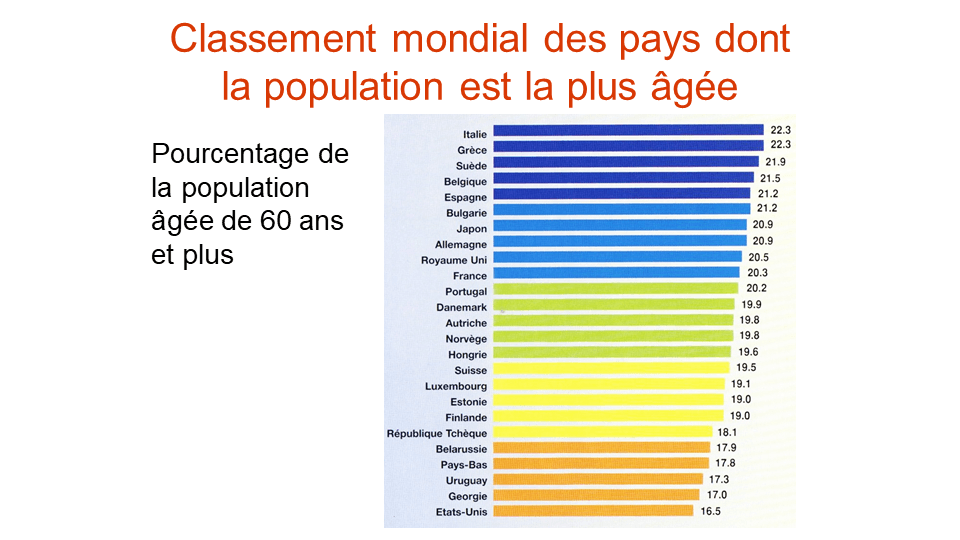 Classement mondial des pays dont
la population est la plus âgée
Pourcentage de
la population
âgée de 60 ans
et plus
Italie 22.3
Grèce 22.3
Suède 21.9
Belgique 21.5
Espagne 21.2
Bulgarie 21.2
Japon 20.9
Allemagne 20.9
Royaume Uni 20.5
France 20.3
Portugal 20.2
Danemark 19.9
Autriche 19.8
Norvège 19.8
Hongrie 19.6
Suisse 19.5
Luxembourg 19.1
Estonie 19.0
Finlande 19.0
République Tchèque 18.1
Belarussie 17.9
Pays-Bas 17.8
Uruguay 17.3
Georgie 17.0
Etats-Unis 16.5